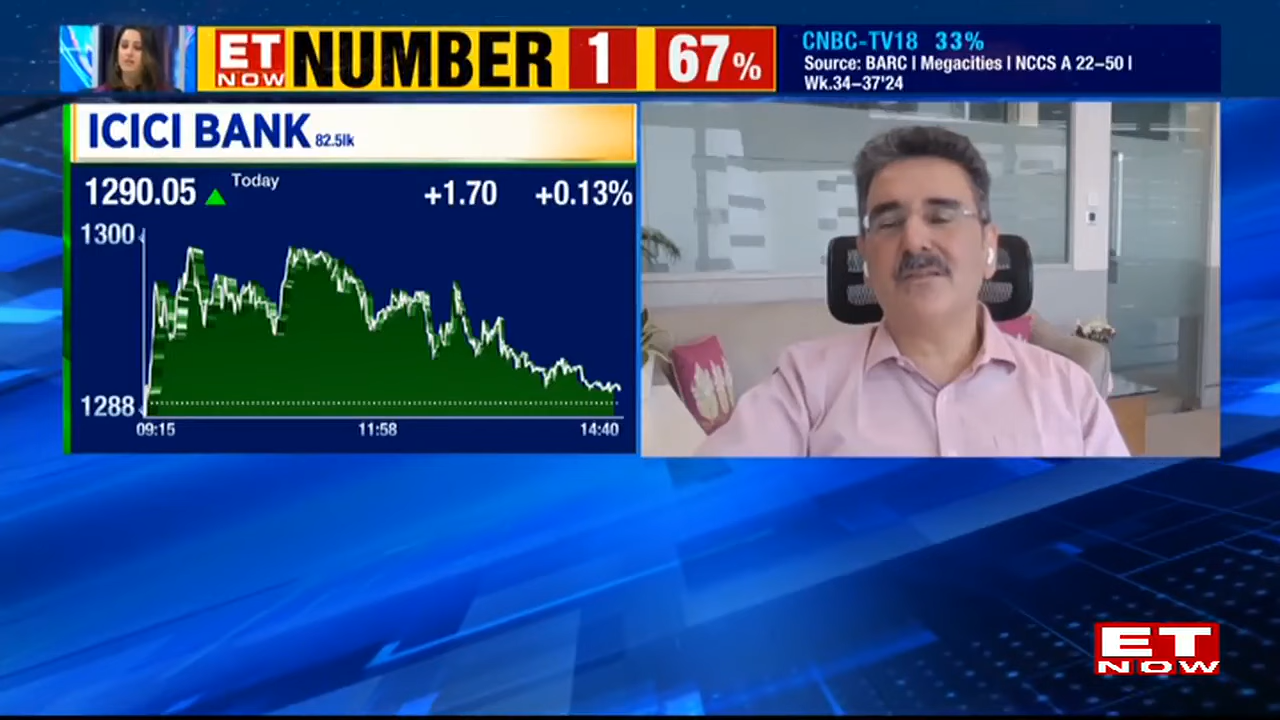 ET NOW NUMBER 1 67%
CNBC-TV18 33%
Source: BARC I Megacities I NCCS A 22-50 I
Wk.34-37'24
ICICI BANK 82.5lk
1290.05 Today +1.70 +0.13%
1300
1288
09:15 11:58 14:40
ET
NOW